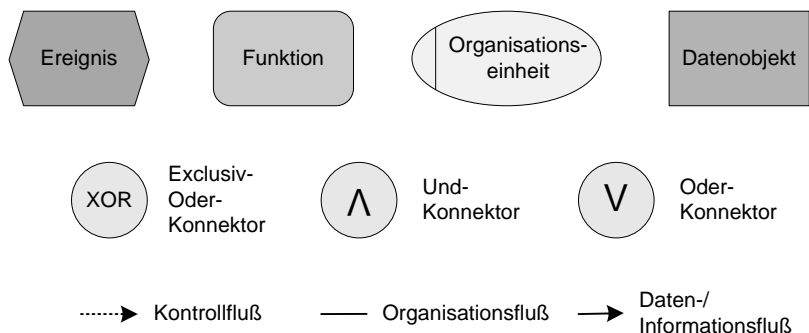 Ereignis
Funktion
Organisations-
einheit
Datenobjekt
XOR
Exclusiv-
Oder-
Konnektor
Λ
Und-
Konnektor
V
Oder-
Konnektor
Kontrollfluß
Organisationsfluß
Daten-/
Informationsfluß